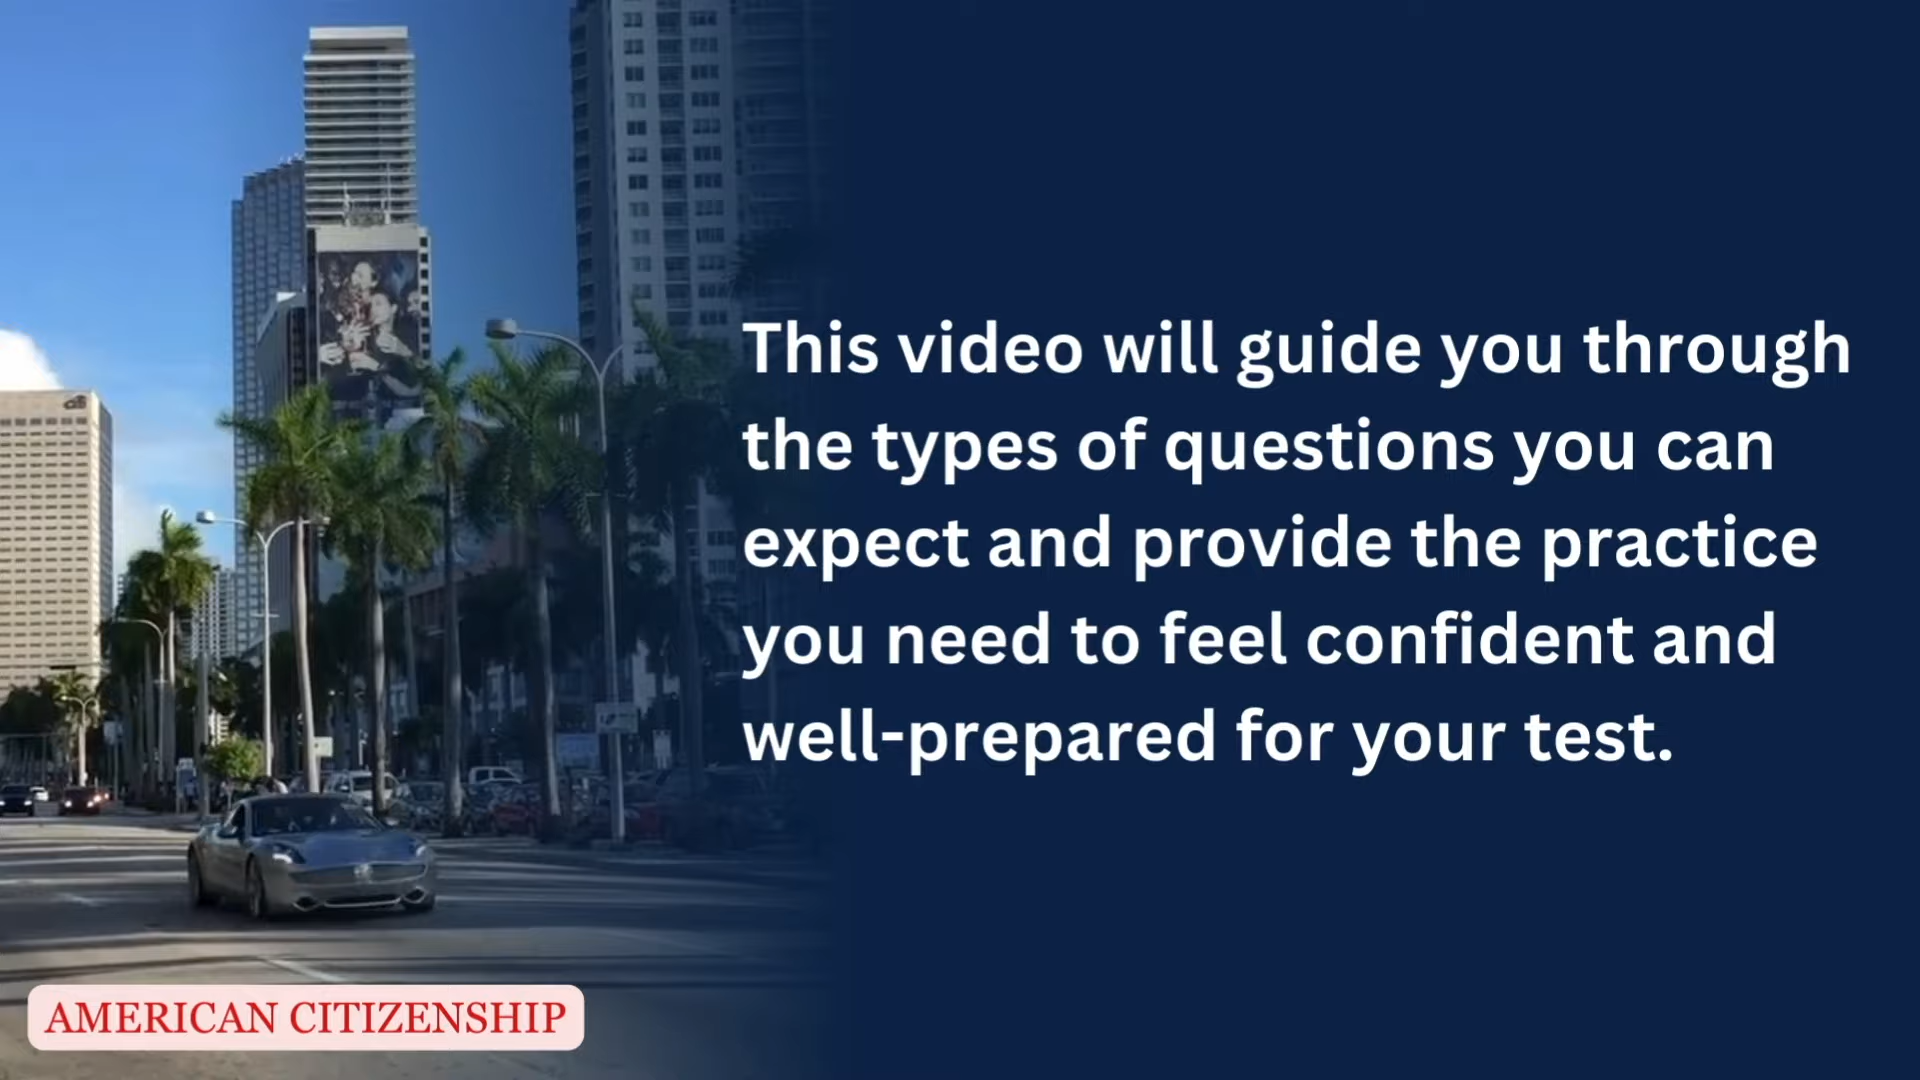 This video will guide you through
the types of questions you can
expect and provide the practice
you need to feel confident and
well-prepared for your test.
AMERICAN CITIZENSHIP